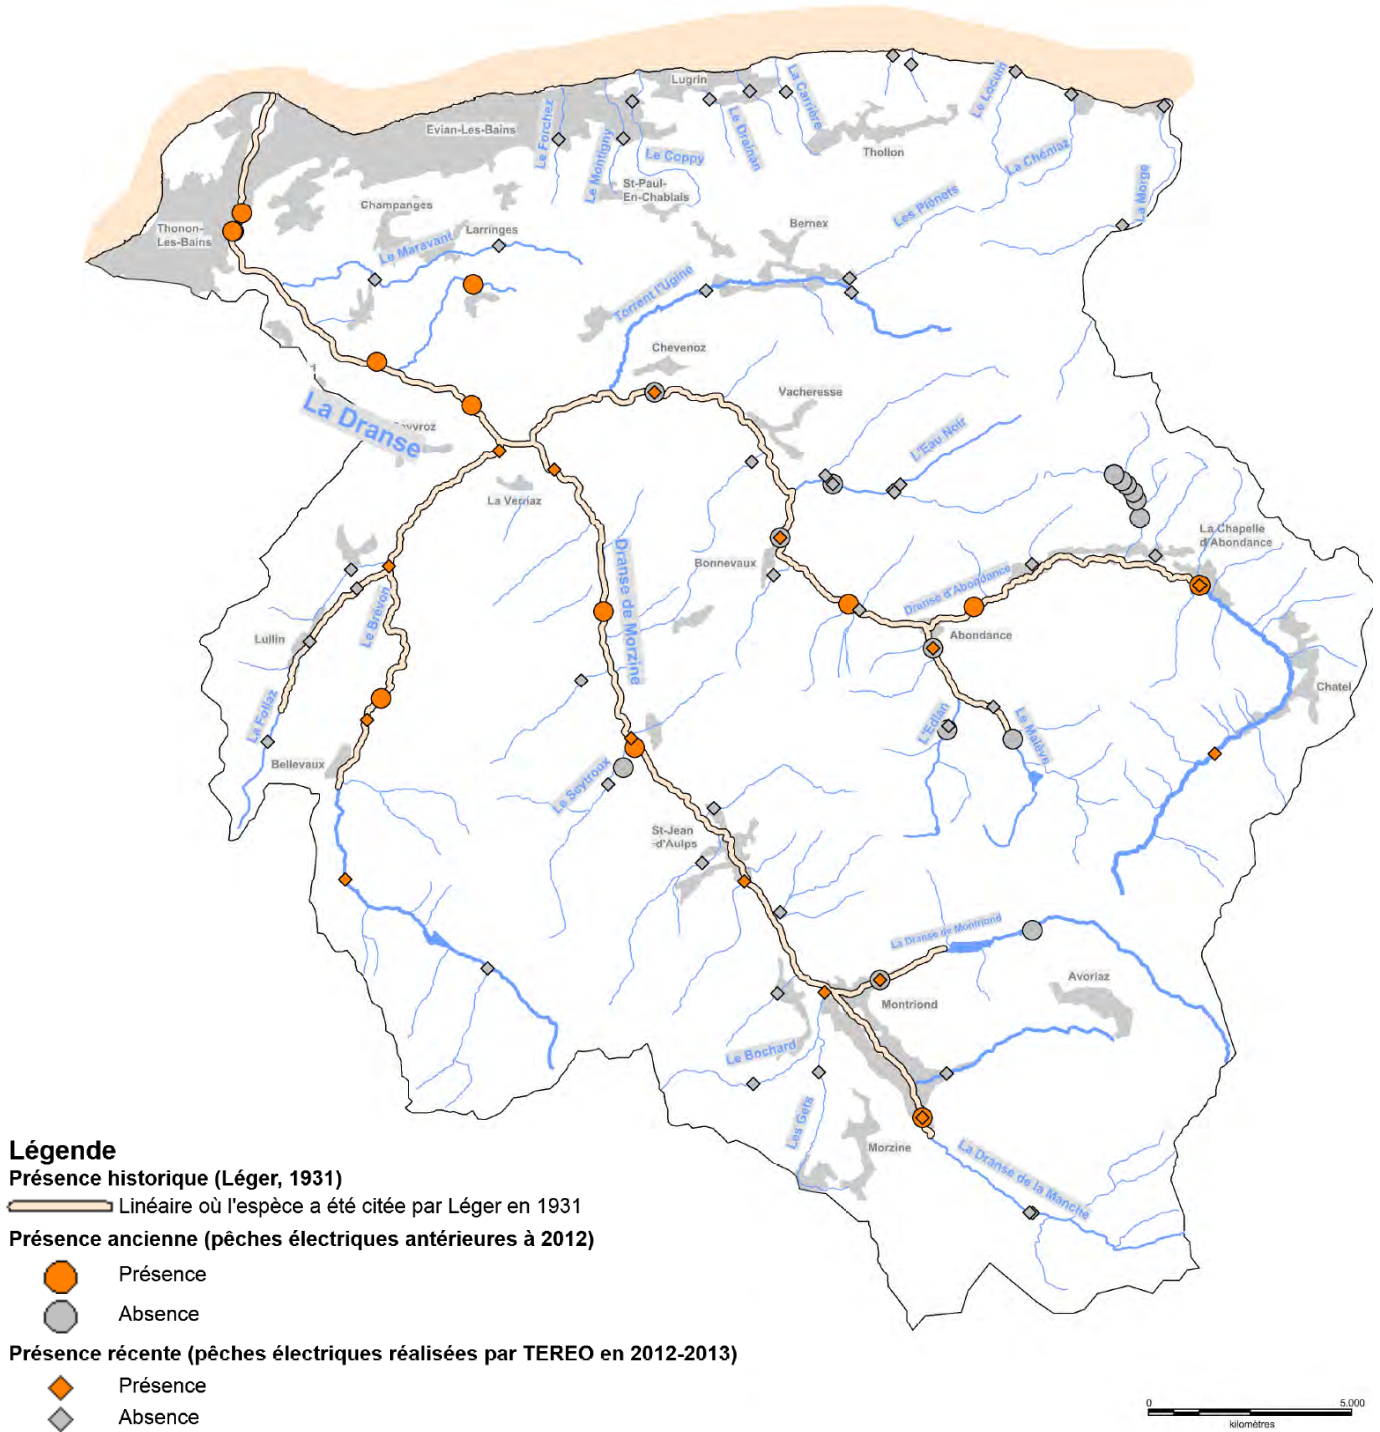 Lugrin
Le Locum
La Carrière
Evian-Les-Bains
Le Forchez
Le Drainan
Le Montigny
Le Coppy
Thollon
La Chéniaz
St-Paul-
En-Chablais
La Morge
Les Piénets
Champanges
Thonon-
Les-Bains
Larringes
Bernex
Le Maravant
Torrent l'Ugine
Chevenoz
Vacheresse
La Dranse
L'Eau Noir
La Verniaz
La Chapelle
d'Abondance
Bonnevaux
Dranse d'Abondance
Dranse de Morzine
Le Brévon
Lullin
Abondance
Chatel
La Follaz
L'Edian
Le Malève
Bellevaux
Le Seytroux
St-Jean
-d'Aulps
La Dranse de Montriond
Avoriaz
Montriond
Le Bochard
Les Gets
Morzine
La Dranse de la Manche
Légende
Présence historique (Léger, 1931)
Linéaire où l'espèce a été citée par Léger en 1931
Présence ancienne (pêches électriques antérieures à 2012)
Présence
Absence
Présence récente (pêches électriques réalisées par TEREO en 2012-2013)
Présence
Absence
0 5.000
kilomètres